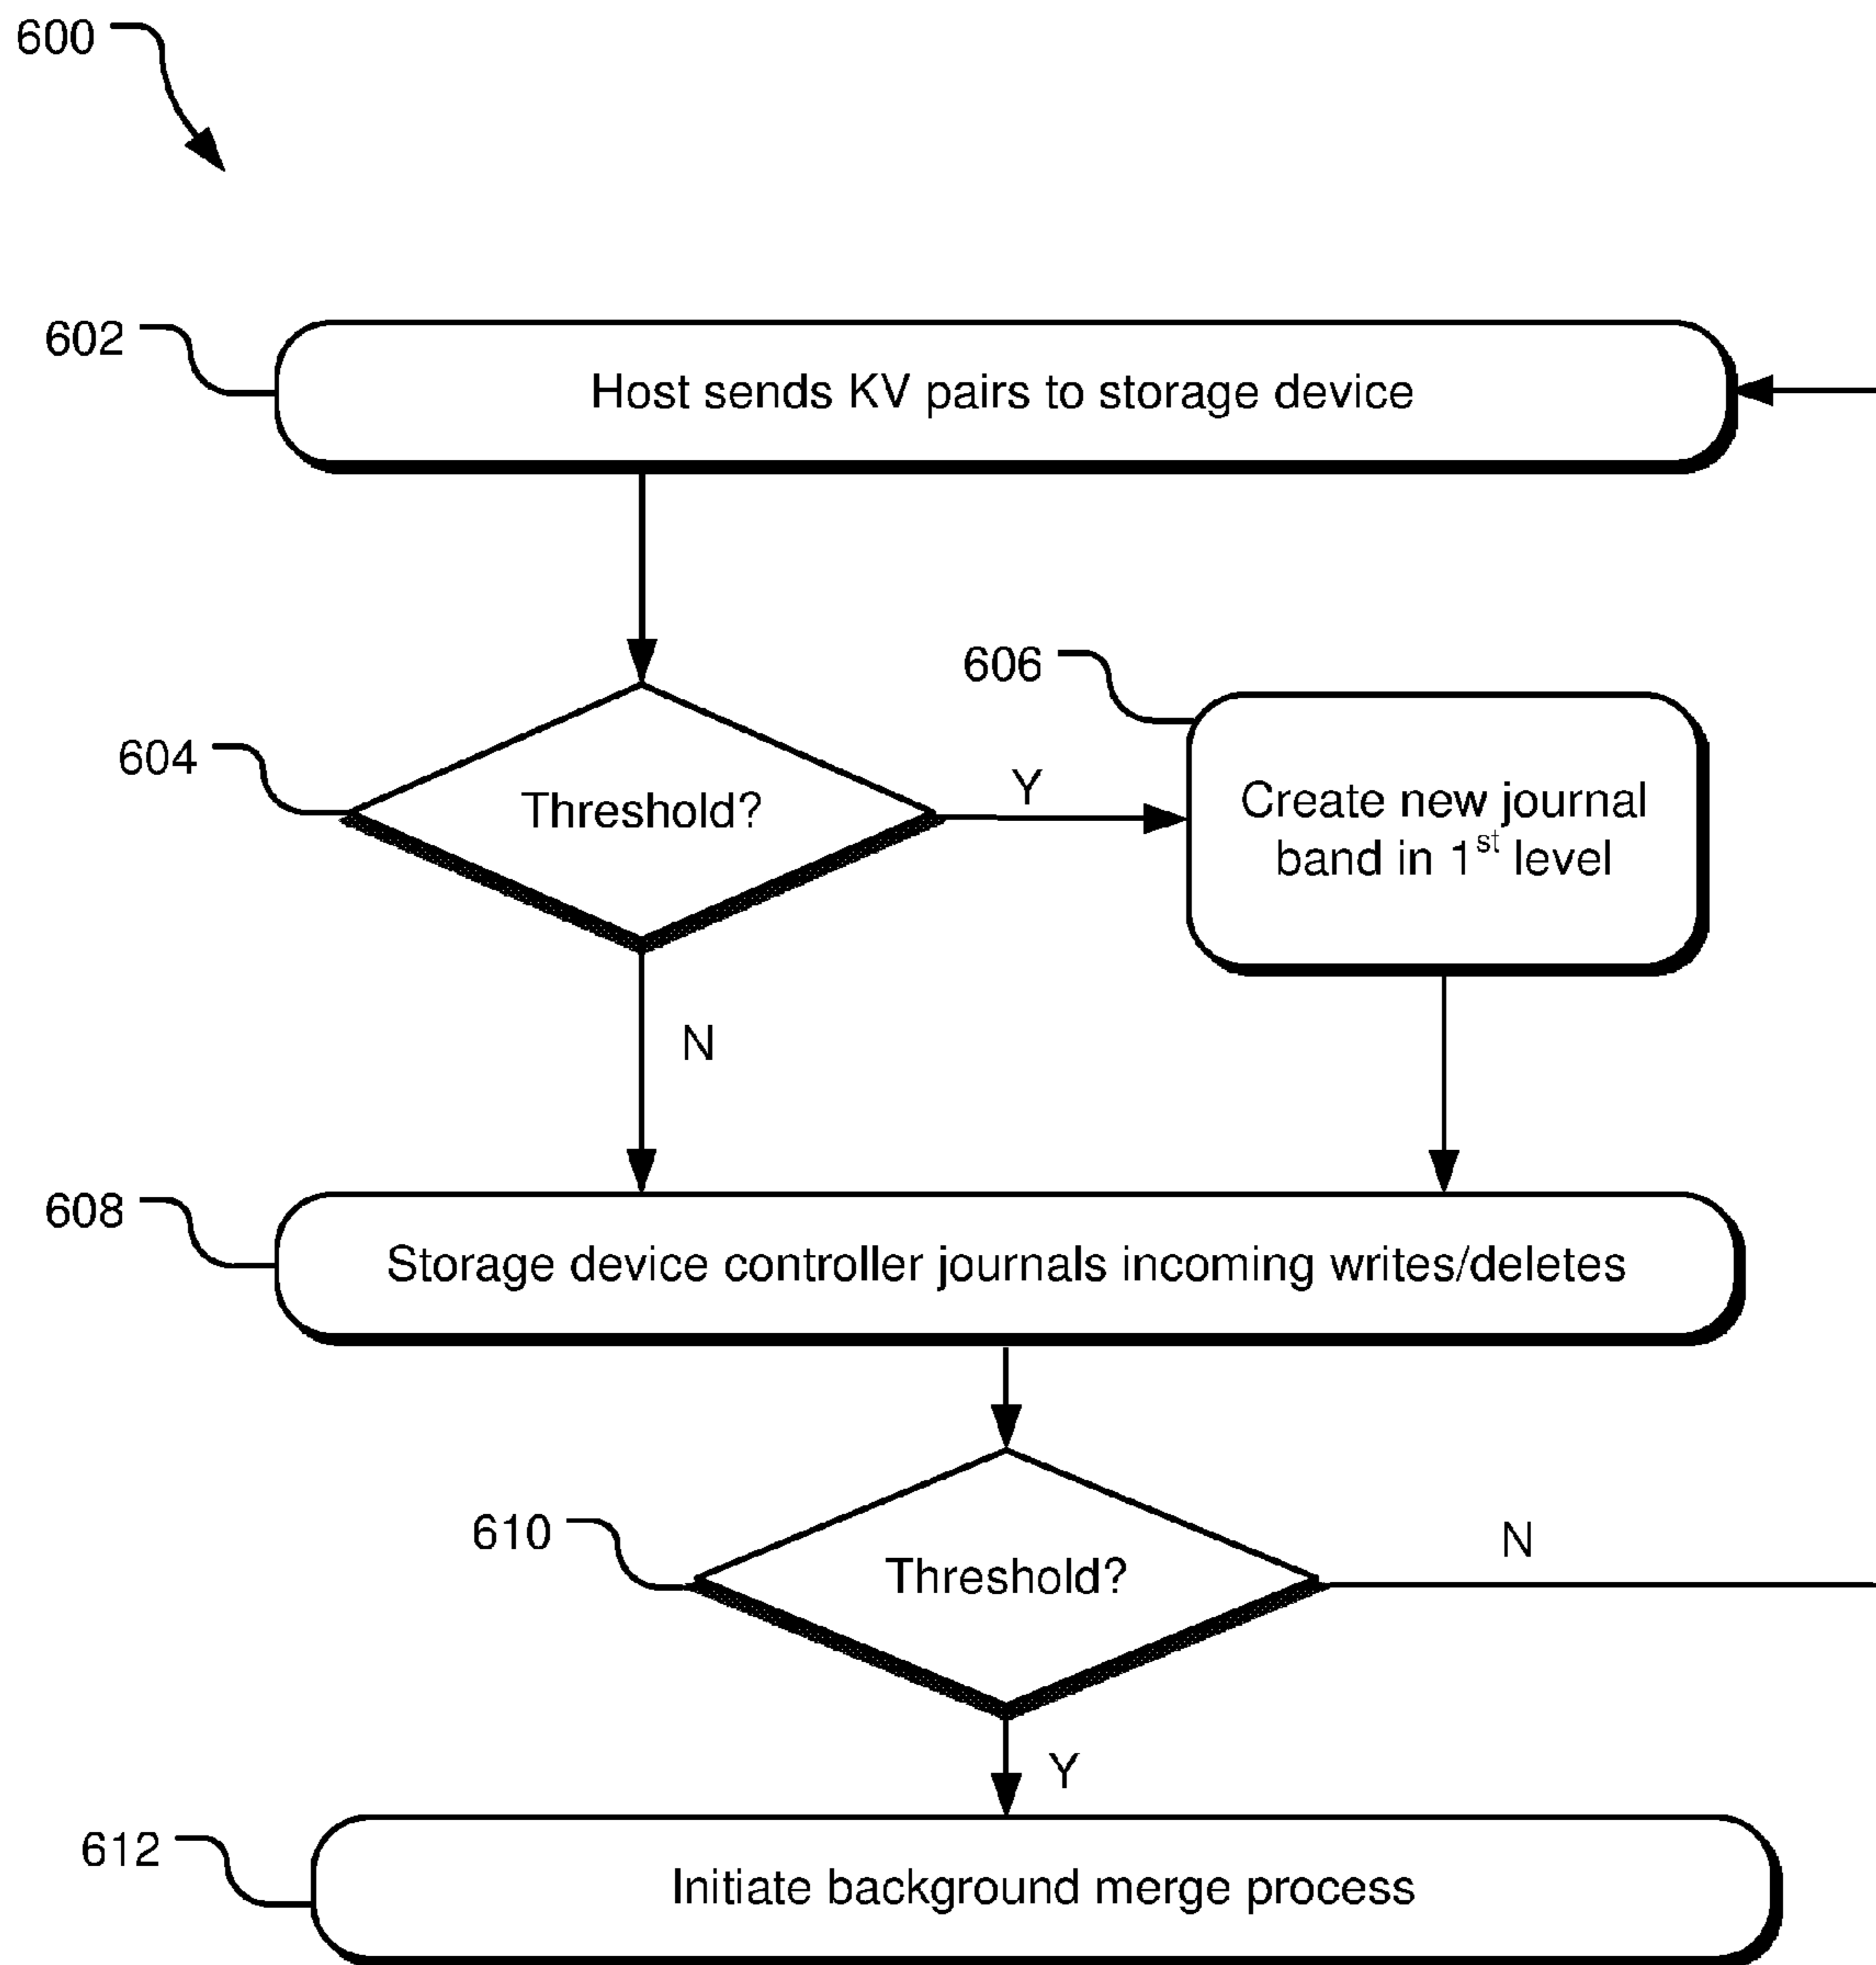 600
602
Host sends KV pairs to storage device
606
604
Threshold?
Y
Create new journal
band in 1st level
N
608
Storage device controller journals incoming writes/deletes
610
Threshold?
N
Y
612
Initiate background merge process